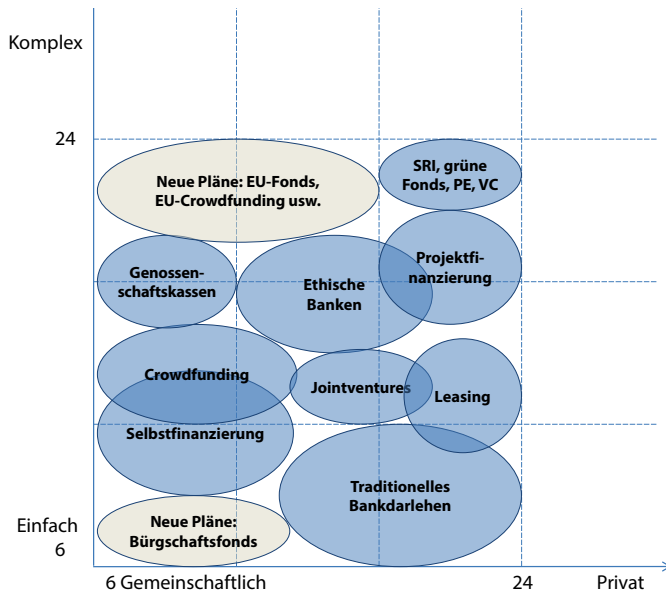 Komplex
24
SRI, grüne
Fonds, PE, VC
Neue Pläne: EU-Fonds,
EU-Crowdfunding usw.
Projektfi-
nanzierung
Genossen-
schaftskassen
Ethische
Banken
Crowdfunding
Jointventures
Leasing
Selbstfinanzierung
Traditionelles
Bankdarlehen
Neue Pläne:
Bürgschaftsfonds
Einfach
6
6 Gemeinschaftlich
24
Privat